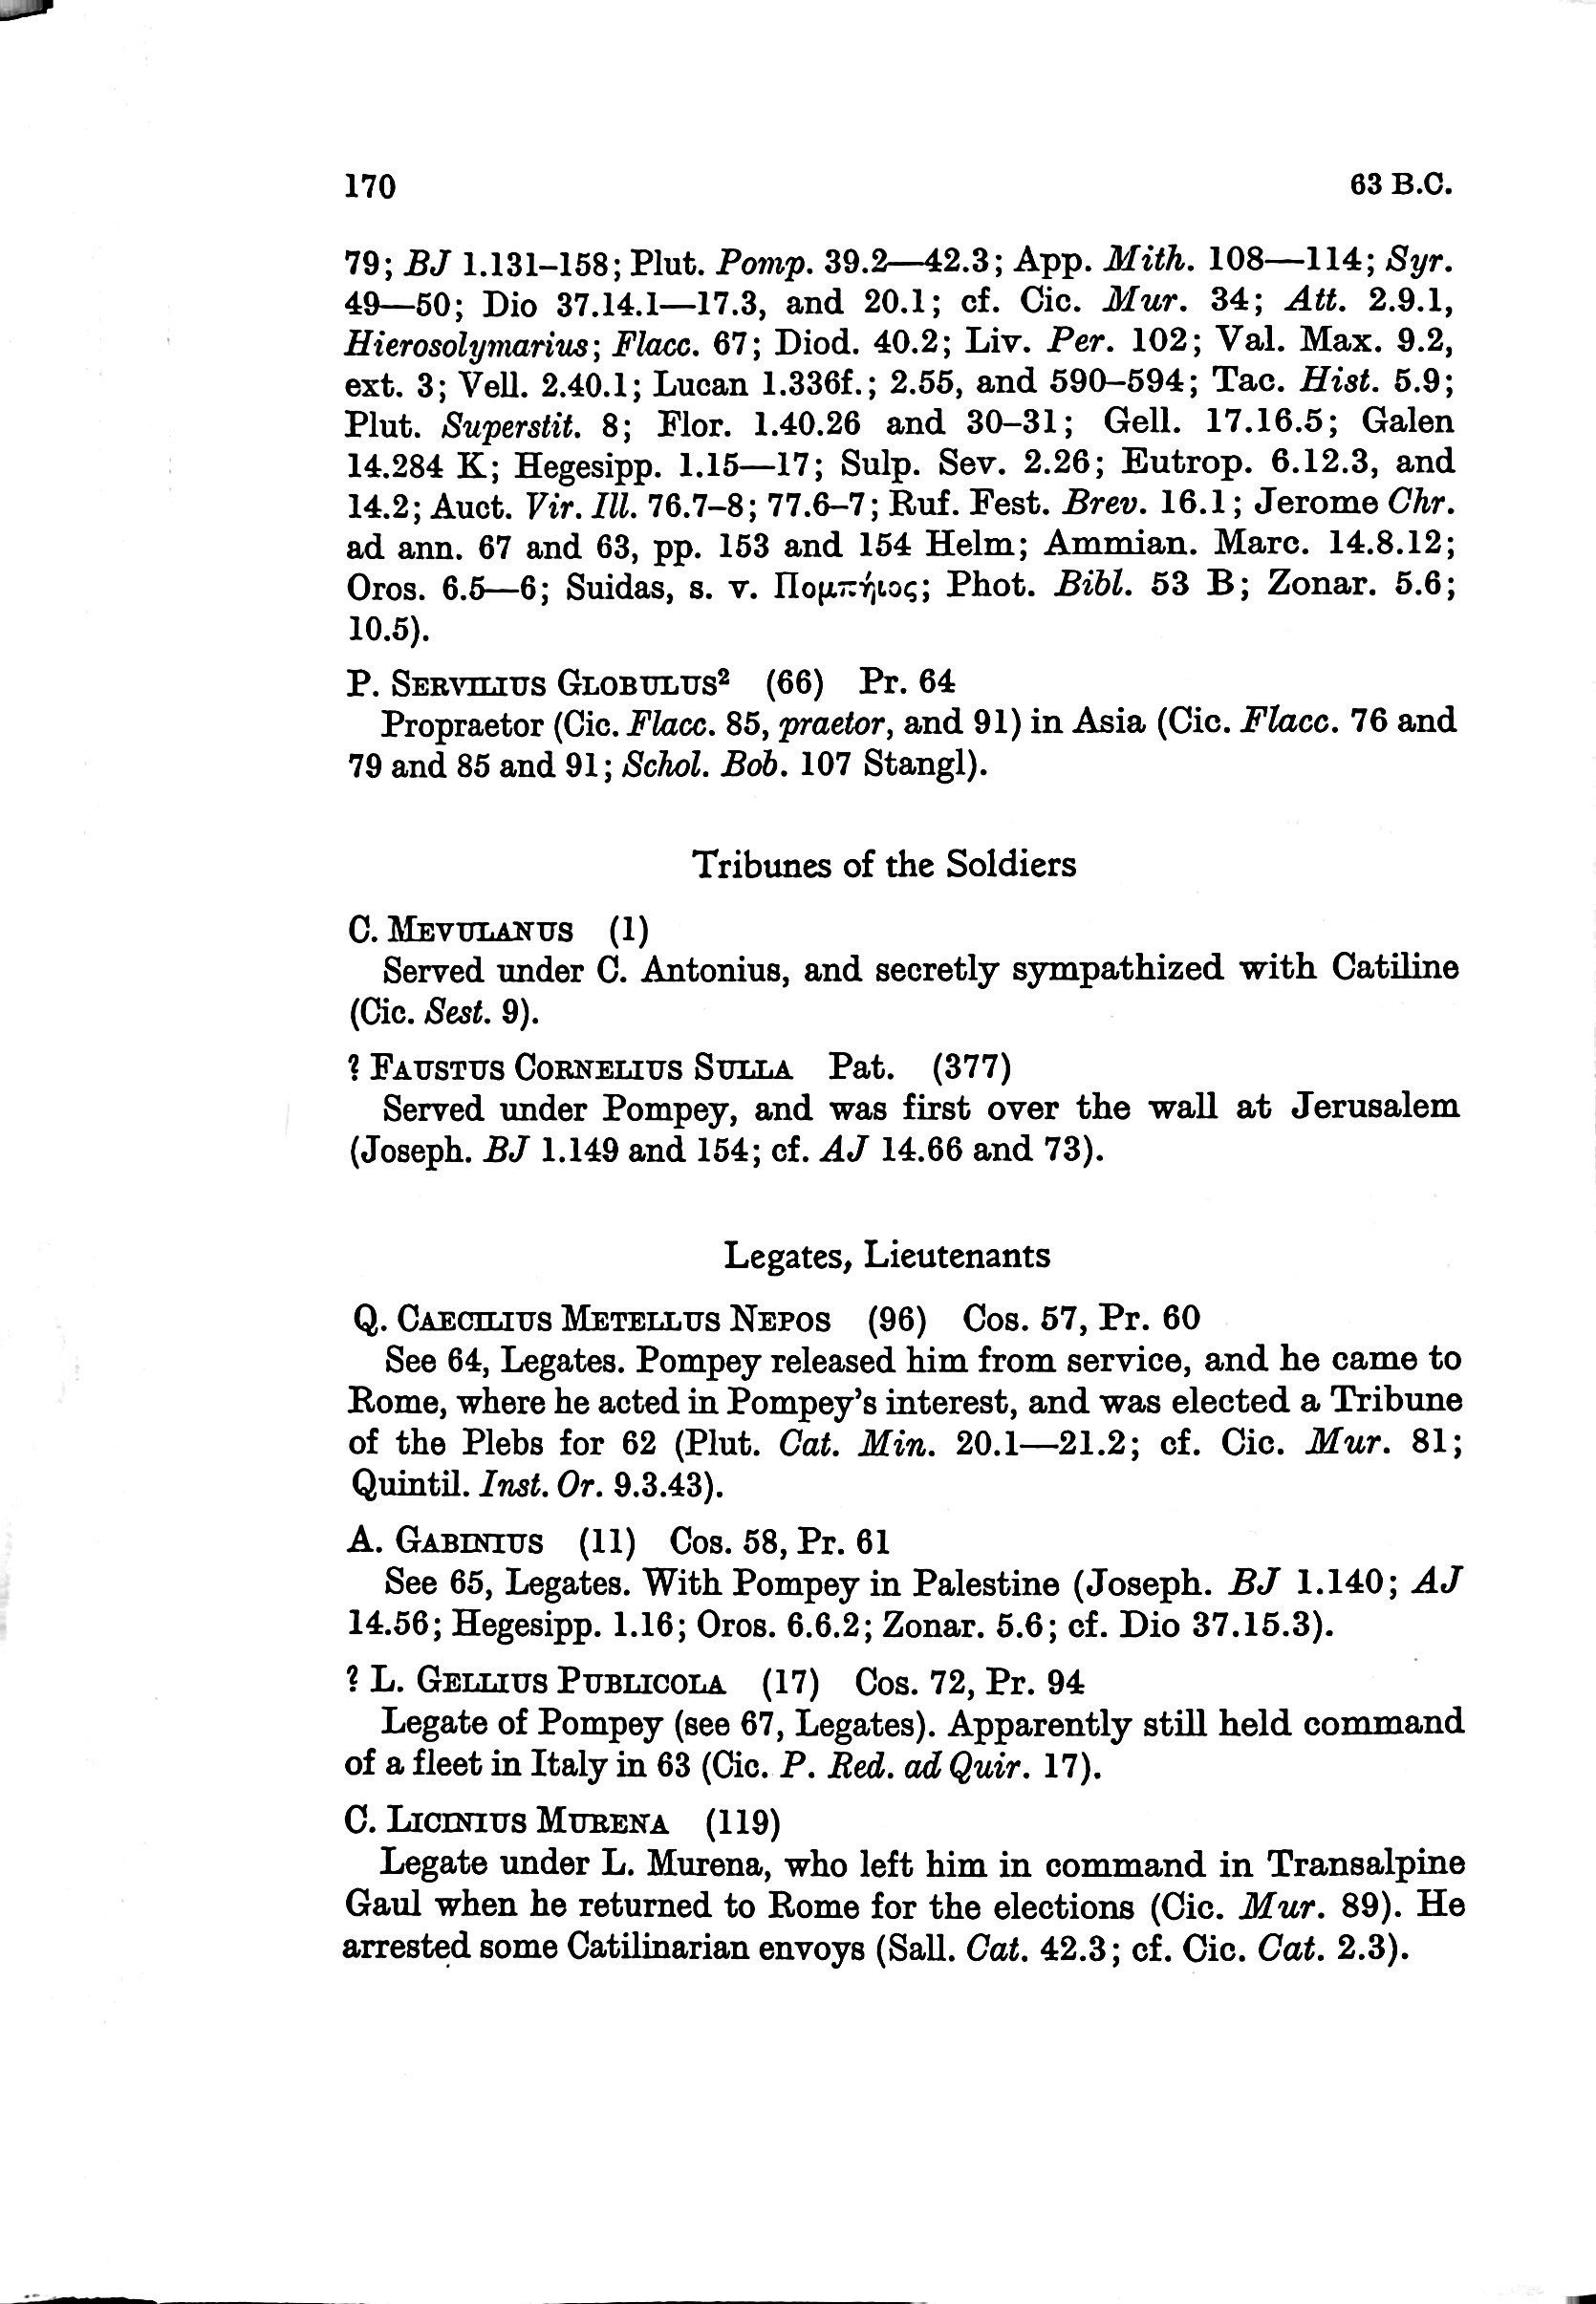 170 63 B.C.
79; BJ 1.131–158; Plut. Pomp. 39.2—42.3; App. Mith. 108—114; Syr.
49—50; Dio 37.14.1—17.3, and 20.1; cf. Cic. Mur. 34; Att. 2.9.1,
Hierosolymarius; Flacc. 67; Diod. 40.2; Liv. Per. 102; Val. Max. 9.2,
ext. 3; Vell. 2.40.1; Lucan 1.336f.; 2.55, and 590–594; Tac. Hist. 5.9;
Plut. Superstit. 8; Flor. 1.40.26 and 30–31; Gell. 17.16.5; Galen
14.284 K; Hegesipp. 1.15—17; Sulp. Sev. 2.26; Eutrop. 6.12.3, and
14.2; Auct. Vir. Ill. 76.7–8; 77.6–7; Ruf. Fest. Brev. 16.1; Jerome Chr.
ad ann. 67 and 63, pp. 153 and 154 Helm; Ammian. Marc. 14.8.12;
Oros. 6.5—6; Suidas, s. v. Πομπήιος; Phot. Bibl. 53 B; Zonar. 5.6;
10.5).
P. SERVILIUS GLOBULUS² (66) Pr. 64
Propraetor (Cic. Flacc. 85, praetor, and 91) in Asia (Cic. Flacc. 76 and
79 and 85 and 91; Schol. Bob. 107 Stangl).
Tribunes of the Soldiers
C. MEVULANUS (1)
Served under C. Antonius, and secretly sympathized with Catiline
(Cic. Sest. 9).
? FAUSTUS CORNELIUS SULLA Pat. (377)
Served under Pompey, and was first over the wall at Jerusalem
(Joseph. BJ 1.149 and 154; cf. AJ 14.66 and 73).
Legates, Lieutenants
Q. CAECILIUS METELLUS NEPOS (96) Cos. 57, Pr. 60
See 64, Legates. Pompey released him from service, and he came to
Rome, where he acted in Pompey's interest, and was elected a Tribune
of the Plebs for 62 (Plut. Cat. Min. 20.1—21.2; cf. Cic. Mur. 81;
Quintil. Inst. Or. 9.3.43).
A. GABINIUS (11) Cos. 58, Pr. 61
See 65, Legates. With Pompey in Palestine (Joseph. BJ 1.140; AJ
14.56; Hegesipp. 1.16; Oros. 6.6.2; Zonar. 5.6; cf. Dio 37.15.3).
? L. GELLIUS PUBLICOLA (17) Cos. 72, Pr. 94
Legate of Pompey (see 67, Legates). Apparently still held command
of a fleet in Italy in 63 (Cic. P. Red. ad Quir. 17).
C. LICINIUS MURENA (119)
Legate under L. Murena, who left him in command in Transalpine
Gaul when he returned to Rome for the elections (Cic. Mur. 89). He
arrested some Catilinarian envoys (Sall. Cat. 42.3; cf. Cic. Cat. 2.3).